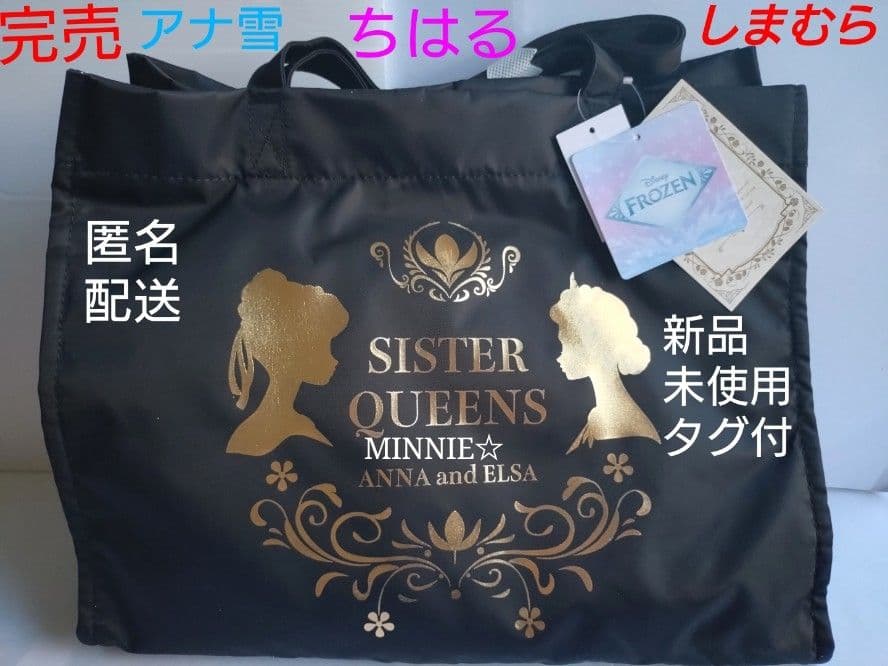 完売 アナ雪 ちはる しまむら
匿名
配送
Disney
FROZEN
新品
未使用
タグ付
SISTER
QUEENS
MINNIE☆
ANNA and ELSA